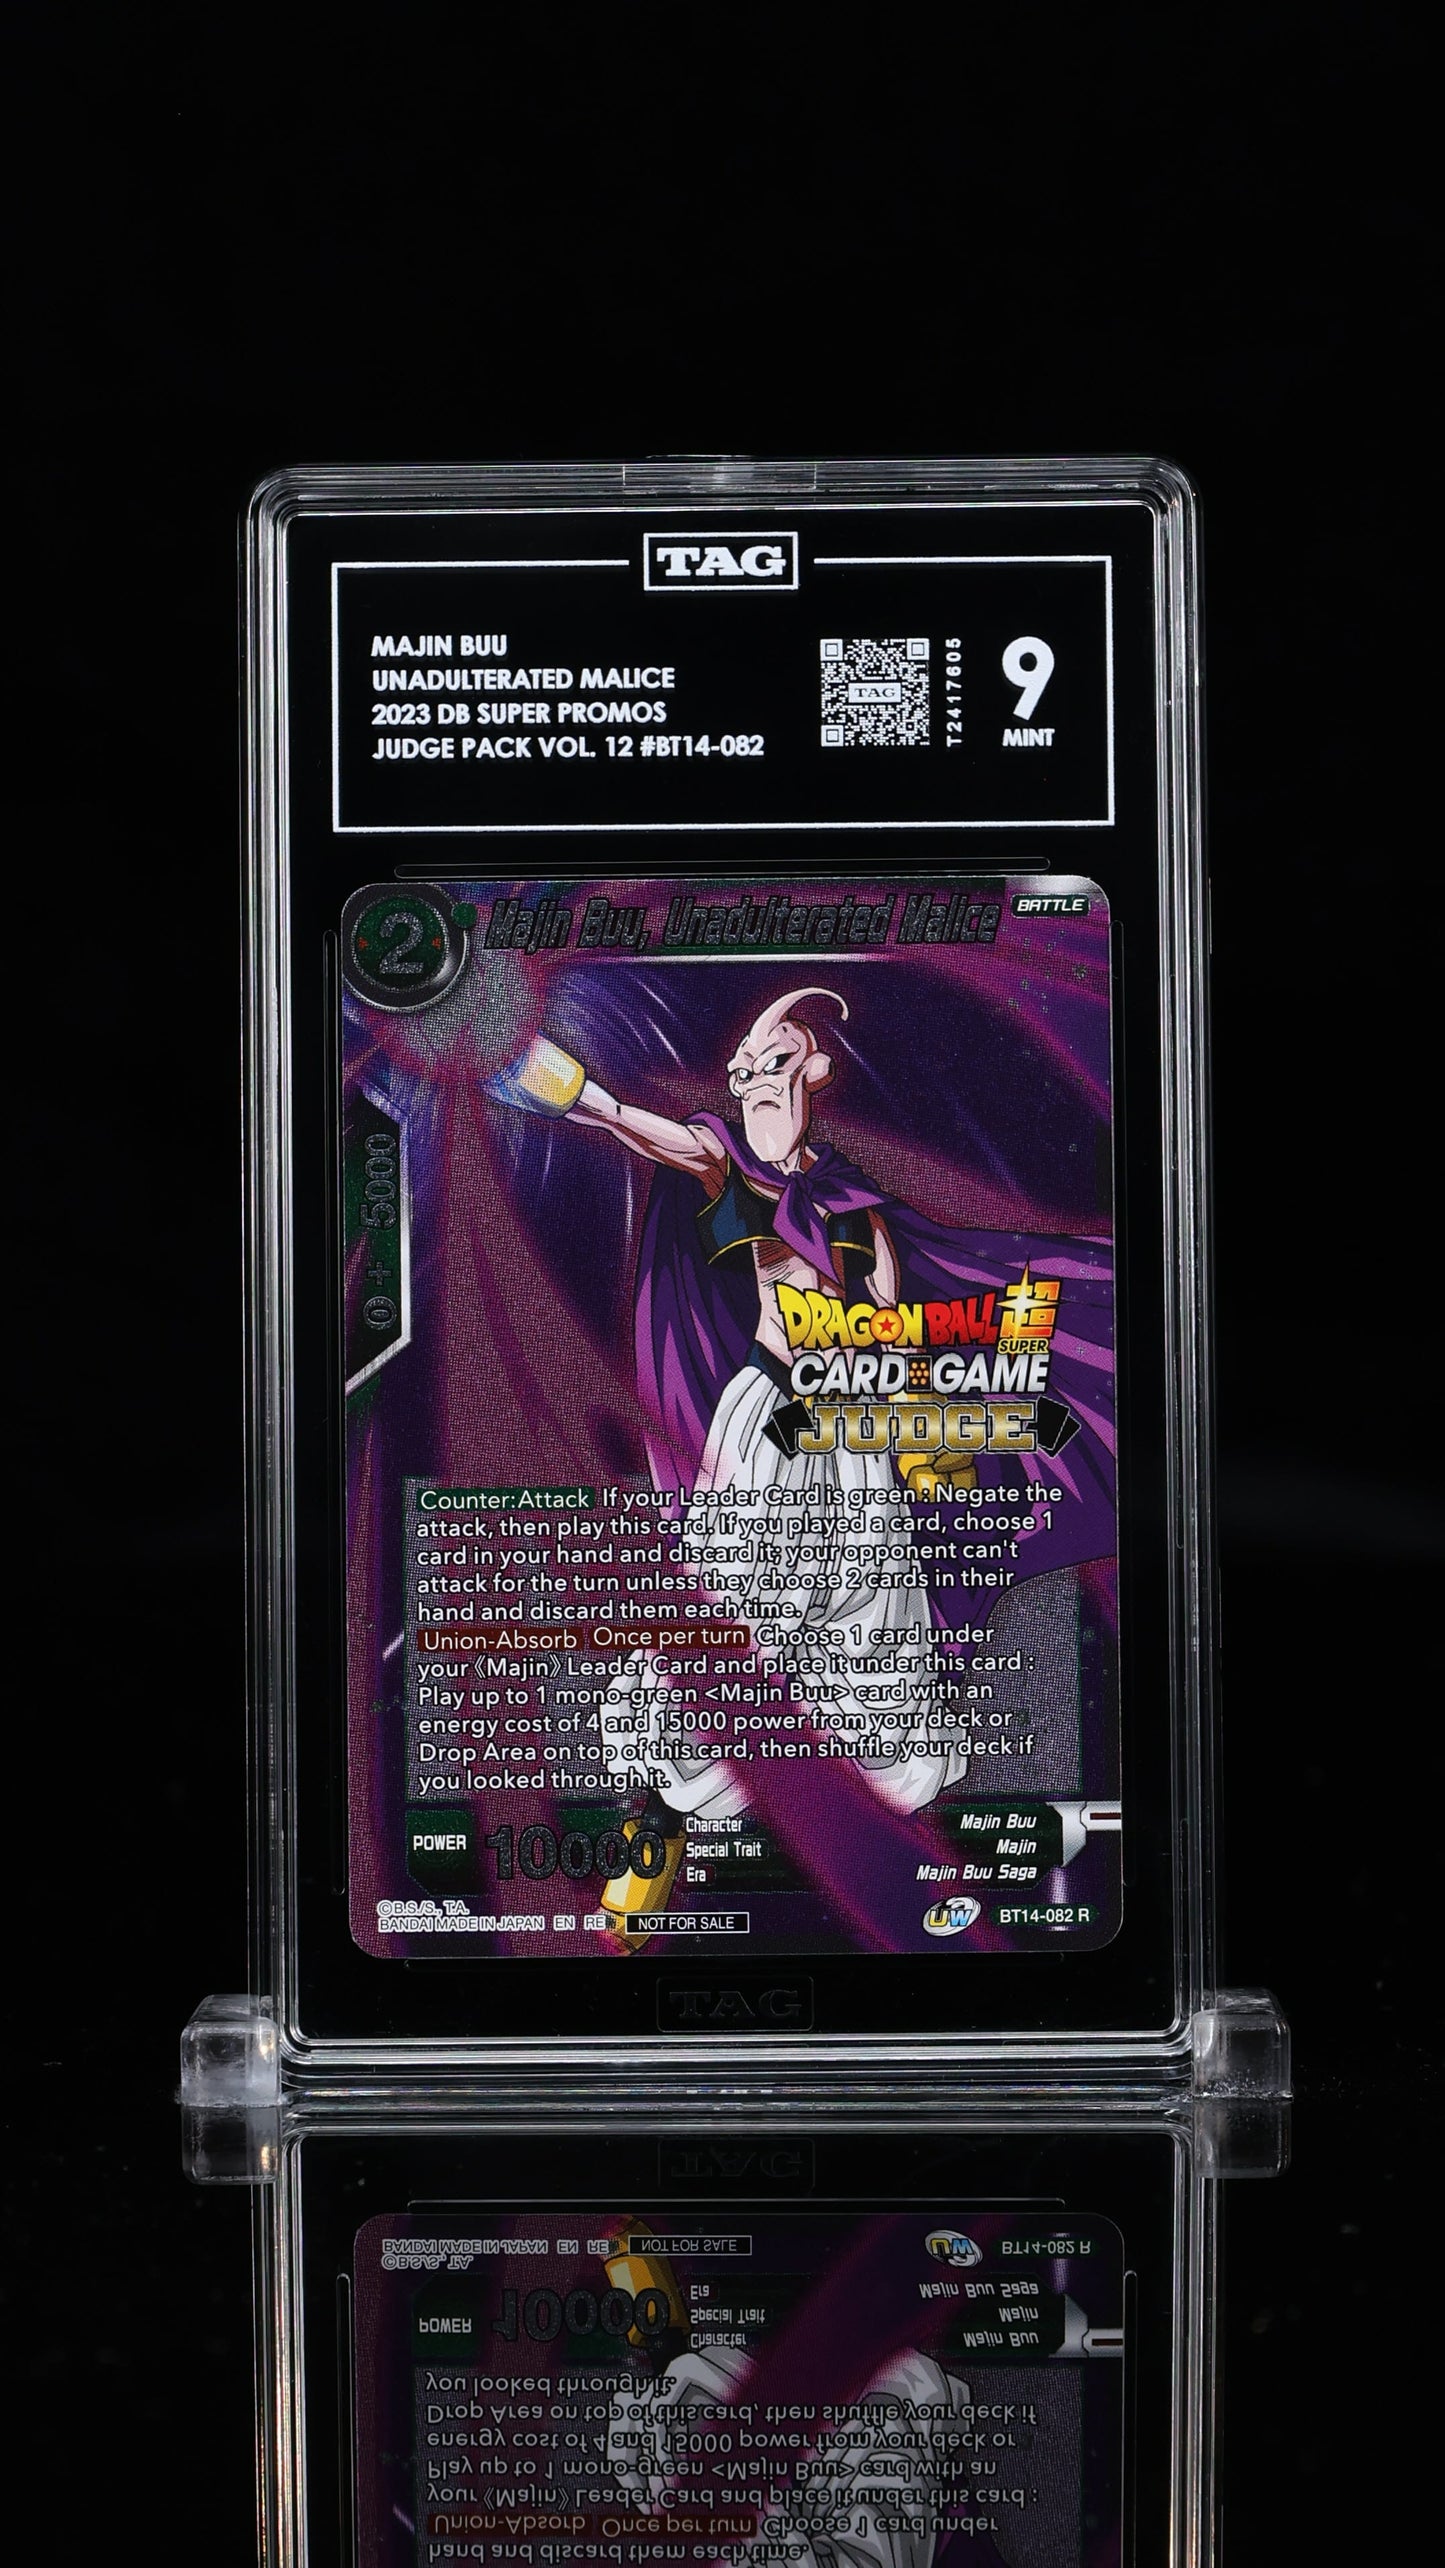 TAG
MAJIN BUU
UNADULTERATED MALICE
2023 DB SUPER PROMOS
JUDGE PACK VOL. 12 #BT14-082
TAG
T2417605
9
MINT
2
Majin Buu, Unadulterated Malice
BATTLE
0 + 5000
DRAGON BALL 超
SUPER
CARD GAME
JUDGE
Counter:Attack If your Leader Card is green : Negate the
attack, then play this card. If you played a card, choose 1
card in your hand and discard it; your opponent can't
attack for the turn unless they choose 2 cards in their
hand and discard them each time.
Union-Absorb Once per turn Choose 1 card under
your《Majin》Leader Card and place it under this card :
Play up to 1 mono-green <Majin Buu> card with an
energy cost of 4 and 15000 power from your deck or
Drop Area on top of this card, then shuffle your deck if
you looked through it.
POWER 10000
Character Majin Buu
Special Trait Majin
Era Majin Buu Saga
©B.S./S., T.A.
BANDAI MADE IN JAPAN EN RE NOT FOR SALE
UW BT14-082 R
TAG